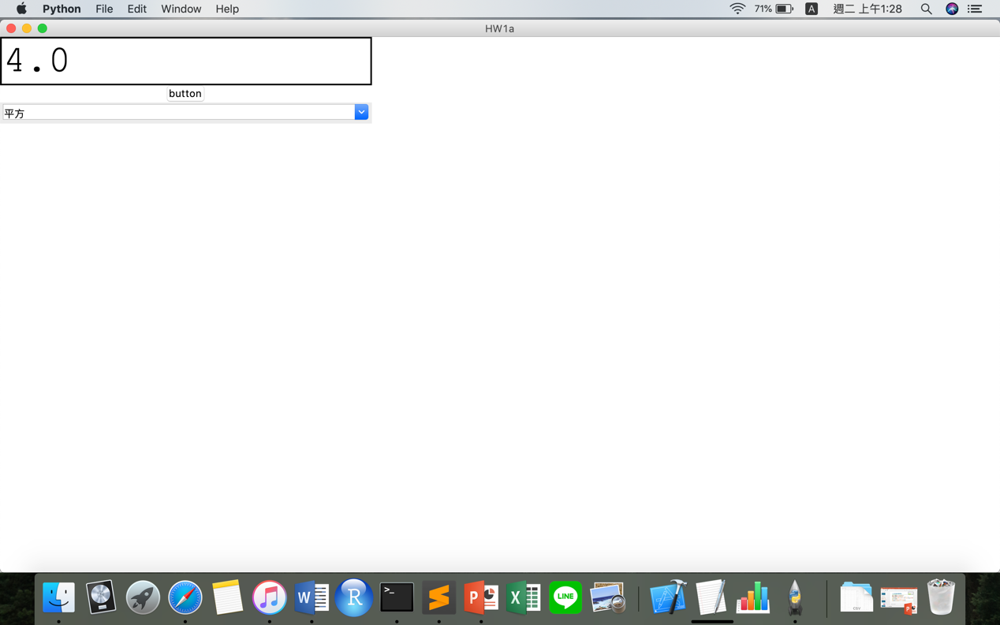 Python File Edit Window Help 71% A 週二 上午1:28
HW1a
4.0
button
平方
W R >_ P X LINE
CSV P